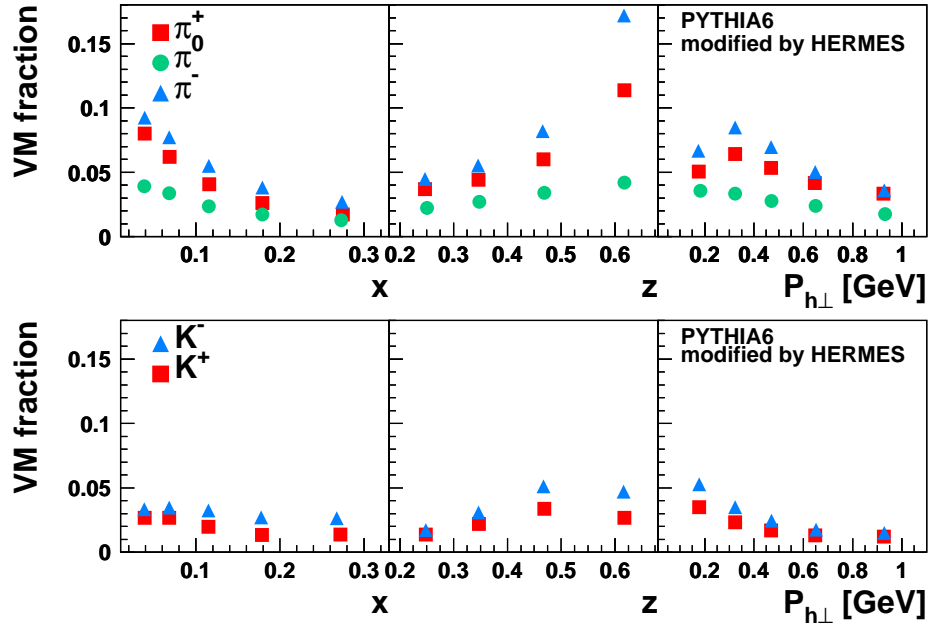 VM fraction
0.15
0.1
0.05
0
π+
π0
π-
PYTHIA6
modified by HERMES
0.1 0.2 0.3 0.2 0.3 0.4 0.5 0.6 0.2 0.4 0.6 0.8 1
x z Ph⊥ [GeV]
VM fraction
0.15
0.1
0.05
0
K-
K+
PYTHIA6
modified by HERMES
0.1 0.2 0.3 0.2 0.3 0.4 0.5 0.6 0.2 0.4 0.6 0.8 1
x z Ph⊥ [GeV]